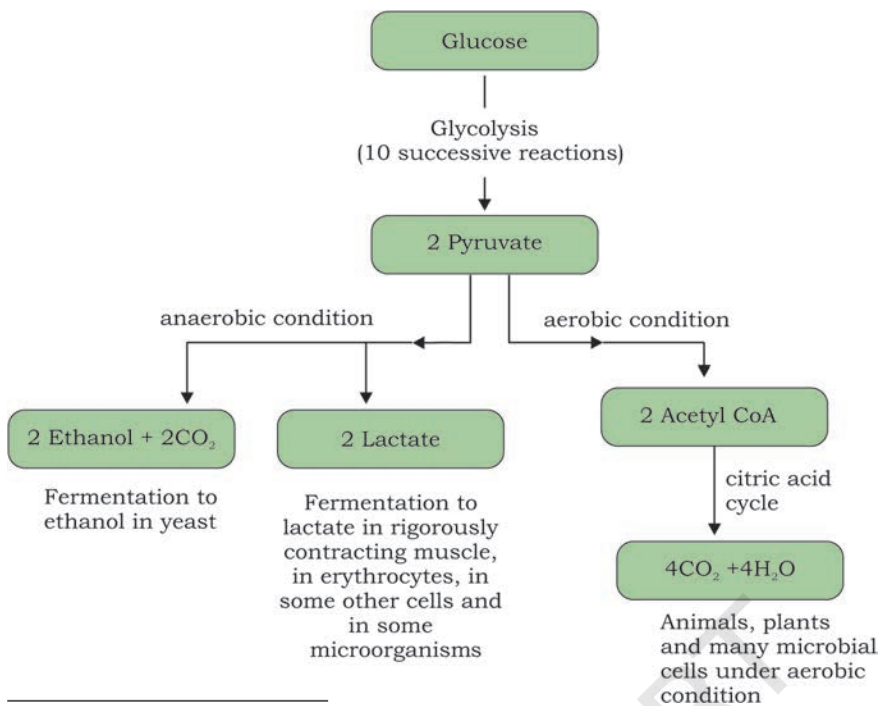 Glucose
Glycolysis
(10 successive reactions)
2 Pyruvate
anaerobic condition
aerobic condition
2 Ethanol + 2CO₂
2 Lactate
2 Acetyl CoA
Fermentation to
ethanol in yeast
Fermentation to
lactate in rigorously
contracting muscle,
in erythrocytes, in
some other cells and
in some
microorganisms
citric acid
cycle
4CO₂ +4H₂O
Animals, plants
and many microbial
cells under aerobic
condition